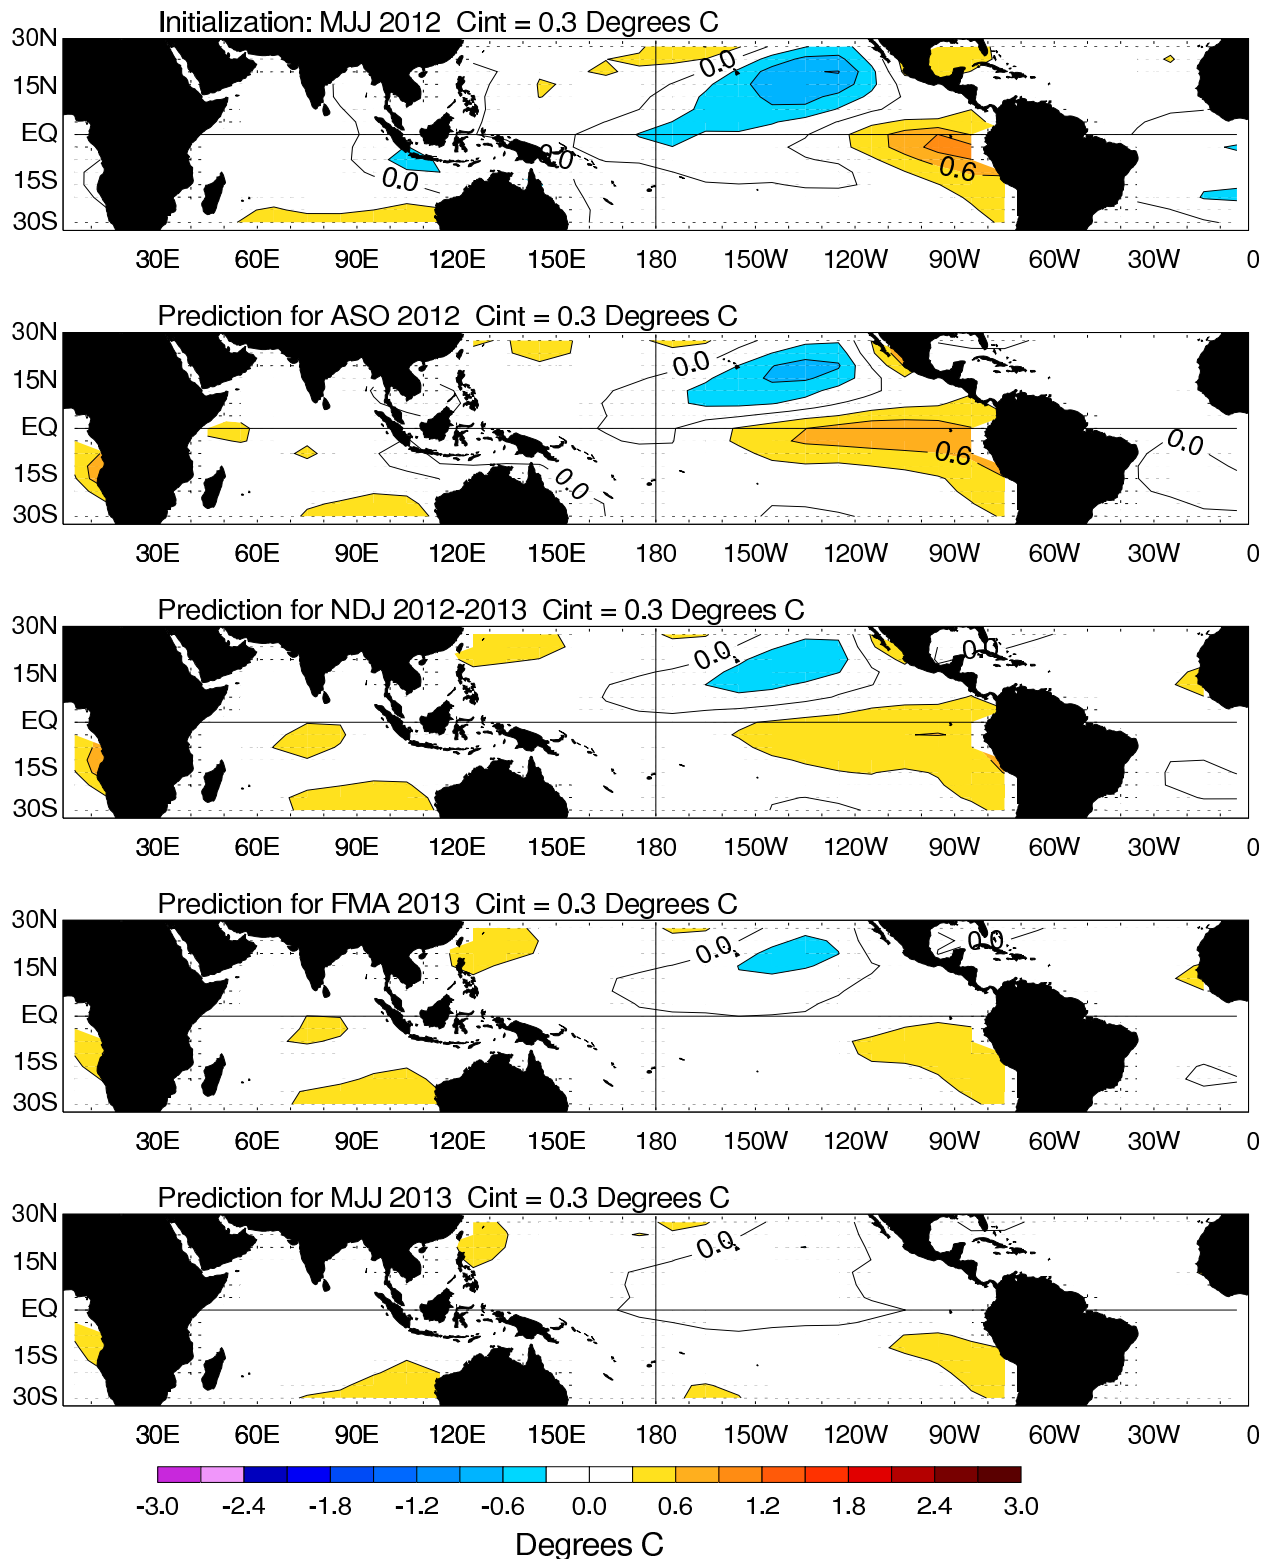 Initialization: MJJ 2012 Cint = 0.3 Degrees C
30N
0.0
15N
EQ
0.0
0.6
15S
0.0
30S
30E 60E 90E 120E 150E 180 150W 120W 90W 60W 30W 0
Prediction for ASO 2012 Cint = 0.3 Degrees C
30N
0.0
15N
EQ
0.0
0.6
15S
0.0
30S
30E 60E 90E 120E 150E 180 150W 120W 90W 60W 30W 0
Prediction for NDJ 2012-2013 Cint = 0.3 Degrees C
30N
0.0 0.0
15N
EQ
15S
30S
30E 60E 90E 120E 150E 180 150W 120W 90W 60W 30W 0
Prediction for FMA 2013 Cint = 0.3 Degrees C
30N
0.0 0.0
15N
EQ
15S
30S
30E 60E 90E 120E 150E 180 150W 120W 90W 60W 30W 0
Prediction for MJJ 2013 Cint = 0.3 Degrees C
30N
0.0
15N
EQ
15S
30S
30E 60E 90E 120E 150E 180 150W 120W 90W 60W 30W 0
-3.0 -2.4 -1.8 -1.2 -0.6 0.0 0.6 1.2 1.8 2.4 3.0
Degrees C